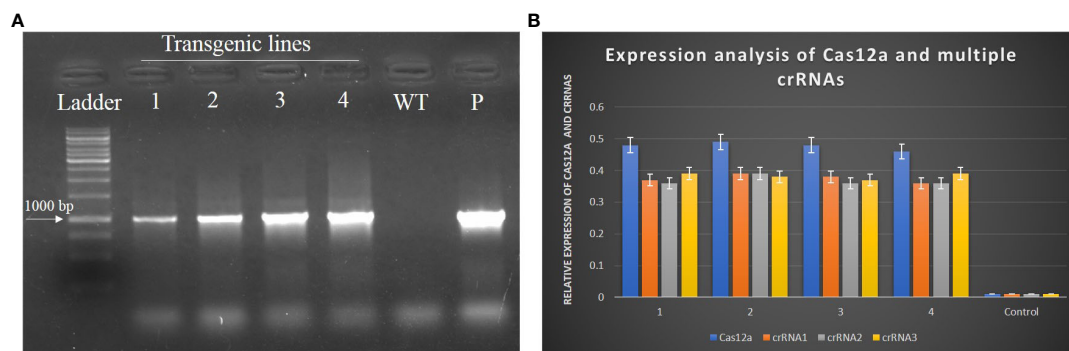 A
Transgenic lines
Ladder 1 2 3 4 WT P
1000 bp
B
Expression analysis of Cas12a and multiple
crRNAs
RELATIVE EXPRESSION OF CAS12A AND CRRNAS
0.6
0.5
0.4
0.3
0.2
0.1
0
1 2 3 4 Control
Cas12a crRNA1 crRNA2 crRNA3